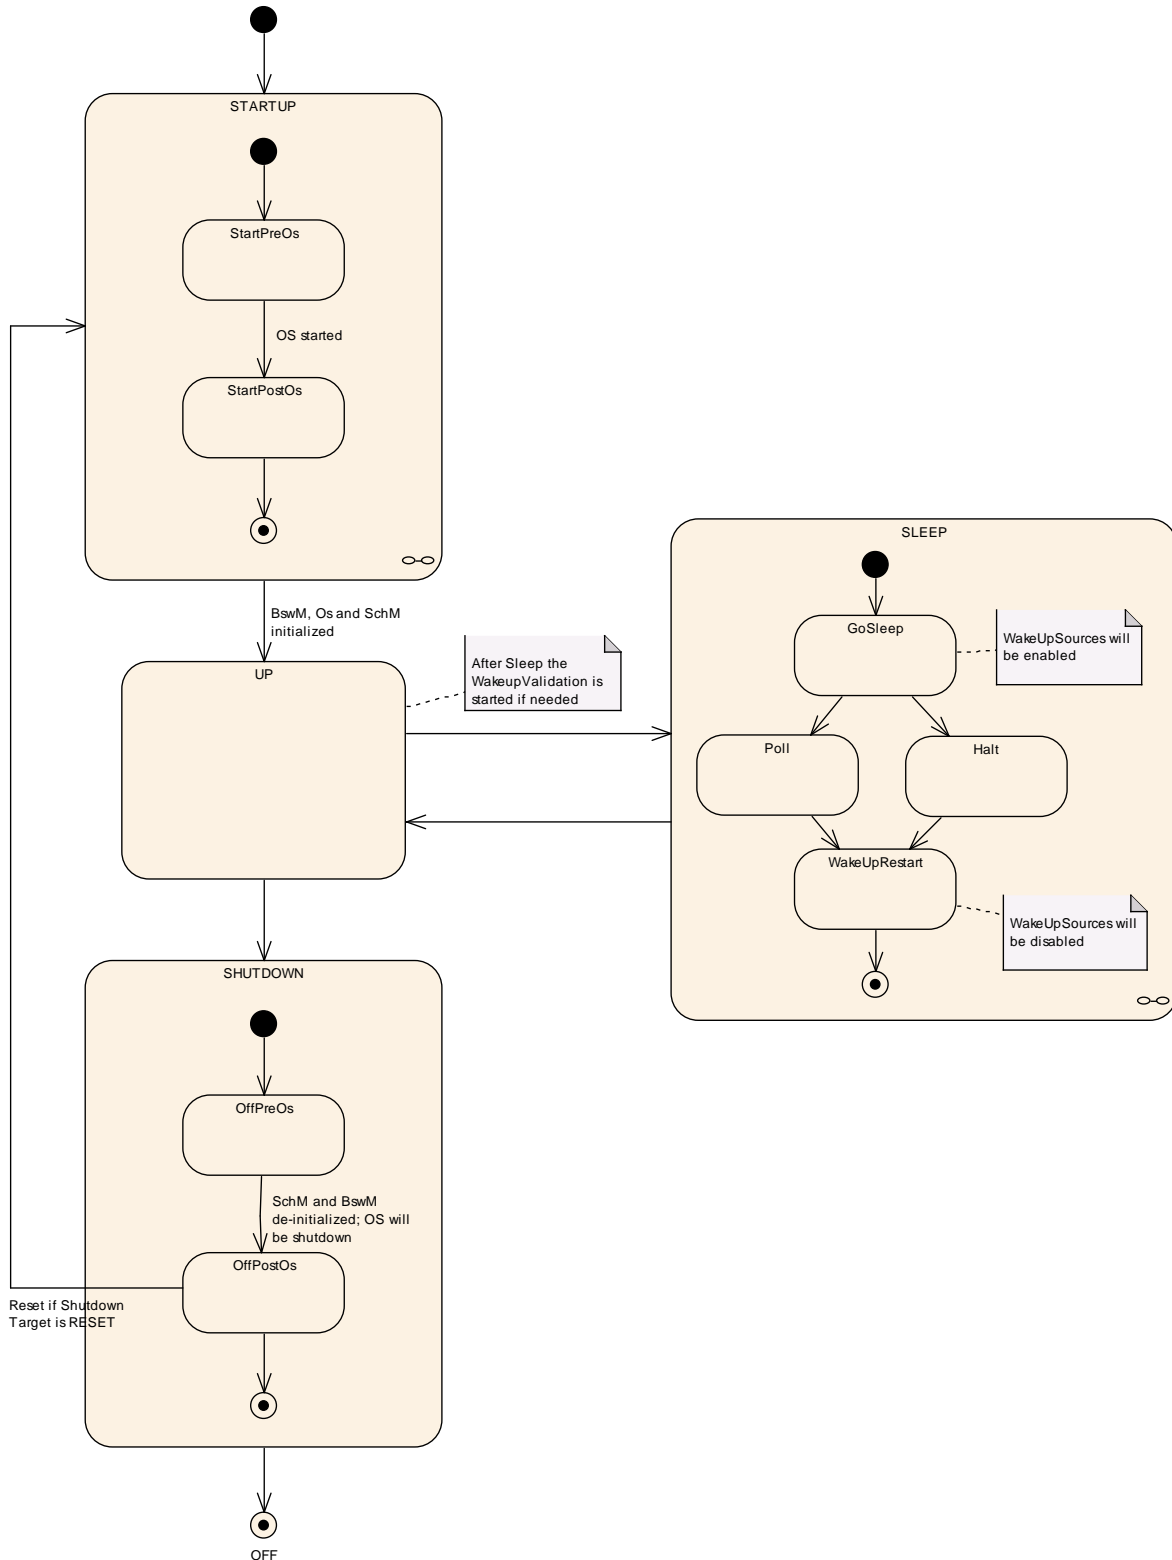 STARTUP
StartPreOs
OS started
StartPostOs
BswM, Os and SchM
initialized
UP
After Sleep the
WakeupValidation is
started if needed
SLEEP
GoSleep
WakeUpSources will
be enabled
Poll
Halt
WakeUpRestart
WakeUpSources will
be disabled
SHUTDOWN
OffPreOs
SchM and BswM
de-initialized; OS will
be shutdown
OffPostOs
Reset if Shutdown
Target is RESET
OFF